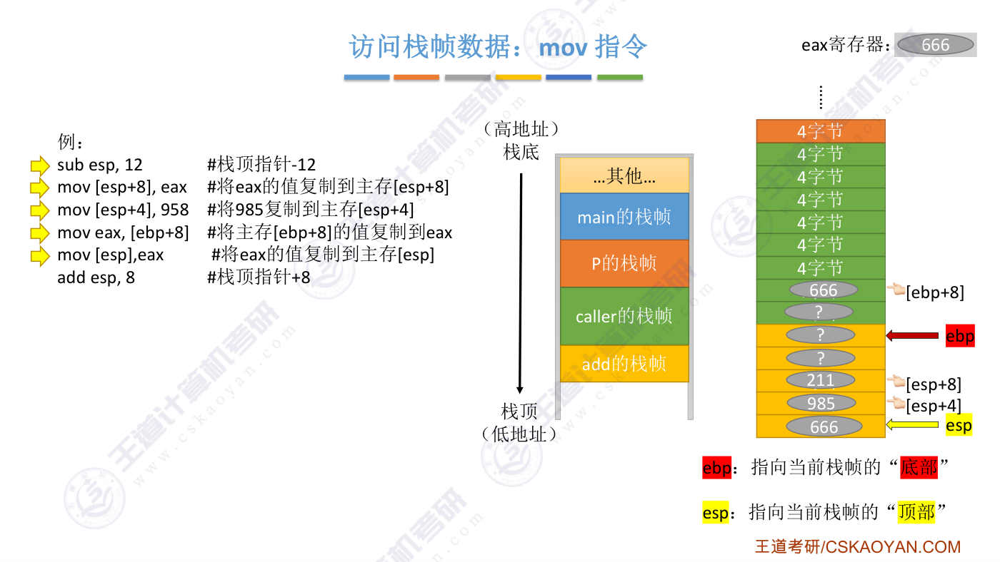 访问栈帧数据：mov 指令
eax寄存器：
666
例：
sub esp, 12 #栈顶指针-12
mov [esp+8], eax #将eax的值复制到主存[esp+8]
mov [esp+4], 958 #将985复制到主存[esp+4]
mov eax, [ebp+8] #将主存[ebp+8]的值复制到eax
mov [esp],eax #将eax的值复制到主存[esp]
add esp, 8 #栈顶指针+8
（高地址）
栈底
栈顶
（低地址）
...其他...
main的栈帧
P的栈帧
caller的栈帧
add的栈帧
......
4字节
4字节
4字节
4字节
4字节
4字节
4字节
666
[ebp+8]
?
?
ebp
?
211
[esp+8]
985
[esp+4]
666
esp
ebp：指向当前栈帧的“底部”
esp：指向当前栈帧的“顶部”
王道考研/CSKAOYAN.COM
王道计算机考研
www.cskaoyan.com